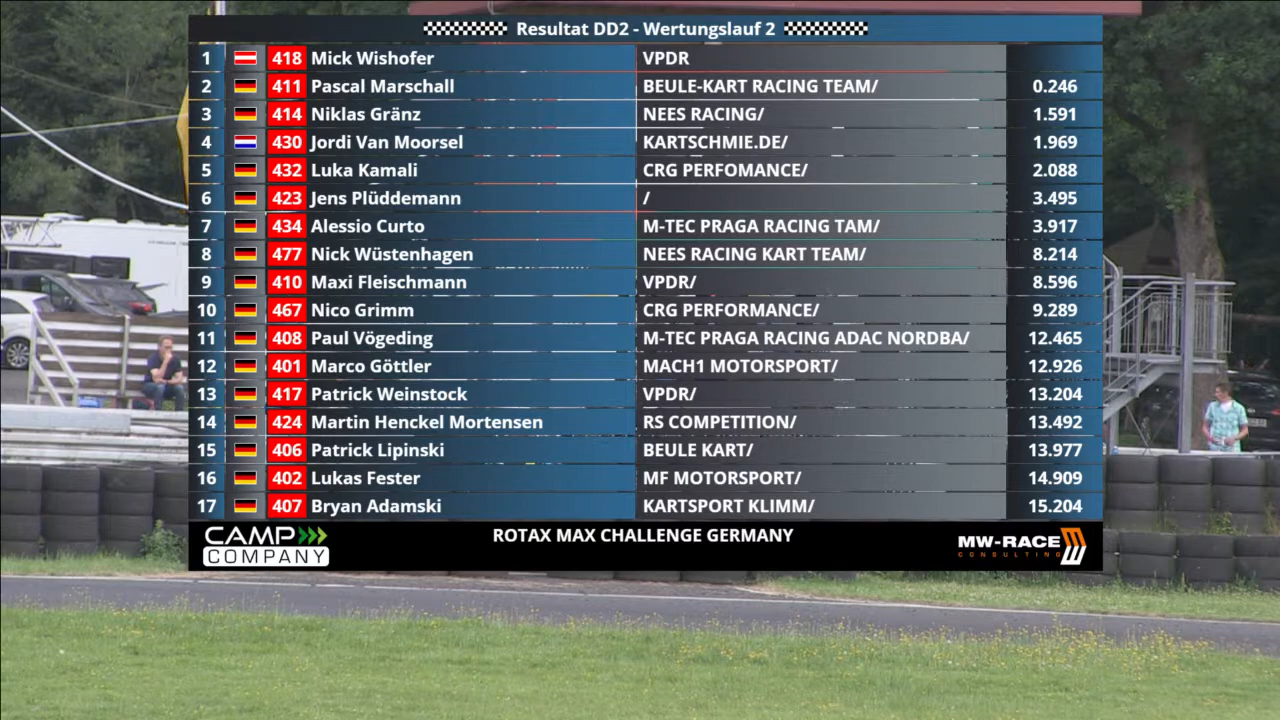 Resultat DD2 - Wertungslauf 2
1 418 Mick Wishofer VPDR
2 411 Pascal Marschall BEULE-KART RACING TEAM/ 0.246
3 414 Niklas Gränz NEES RACING/ 1.591
4 430 Jordi Van Moorsel KARTSCHMIE.DE/ 1.969
5 432 Luka Kamali CRG PERFOMANCE/ 2.088
6 423 Jens Plüddemann / 3.495
7 434 Alessio Curto M-TEC PRAGA RACING TAM/ 3.917
8 477 Nick Wüstenhagen NEES RACING KART TEAM/ 8.214
9 410 Maxi Fleischmann VPDR/ 8.596
10 467 Nico Grimm CRG PERFORMANCE/ 9.289
11 408 Paul Vögeding M-TEC PRAGA RACING ADAC NORDBA/ 12.465
12 401 Marco Göttler MACH1 MOTORSPORT/ 12.926
13 417 Patrick Weinstock VPDR/ 13.204
14 424 Martin Henckel Mortensen RS COMPETITION/ 13.492
15 406 Patrick Lipinski BEULE KART/ 13.977
16 402 Lukas Fester MF MOTORSPORT/ 14.909
17 407 Bryan Adamski KARTSPORT KLIMM/ 15.204
CAMP COMPANY
ROTAX MAX CHALLENGE GERMANY
MW-RACE
CONSULTING